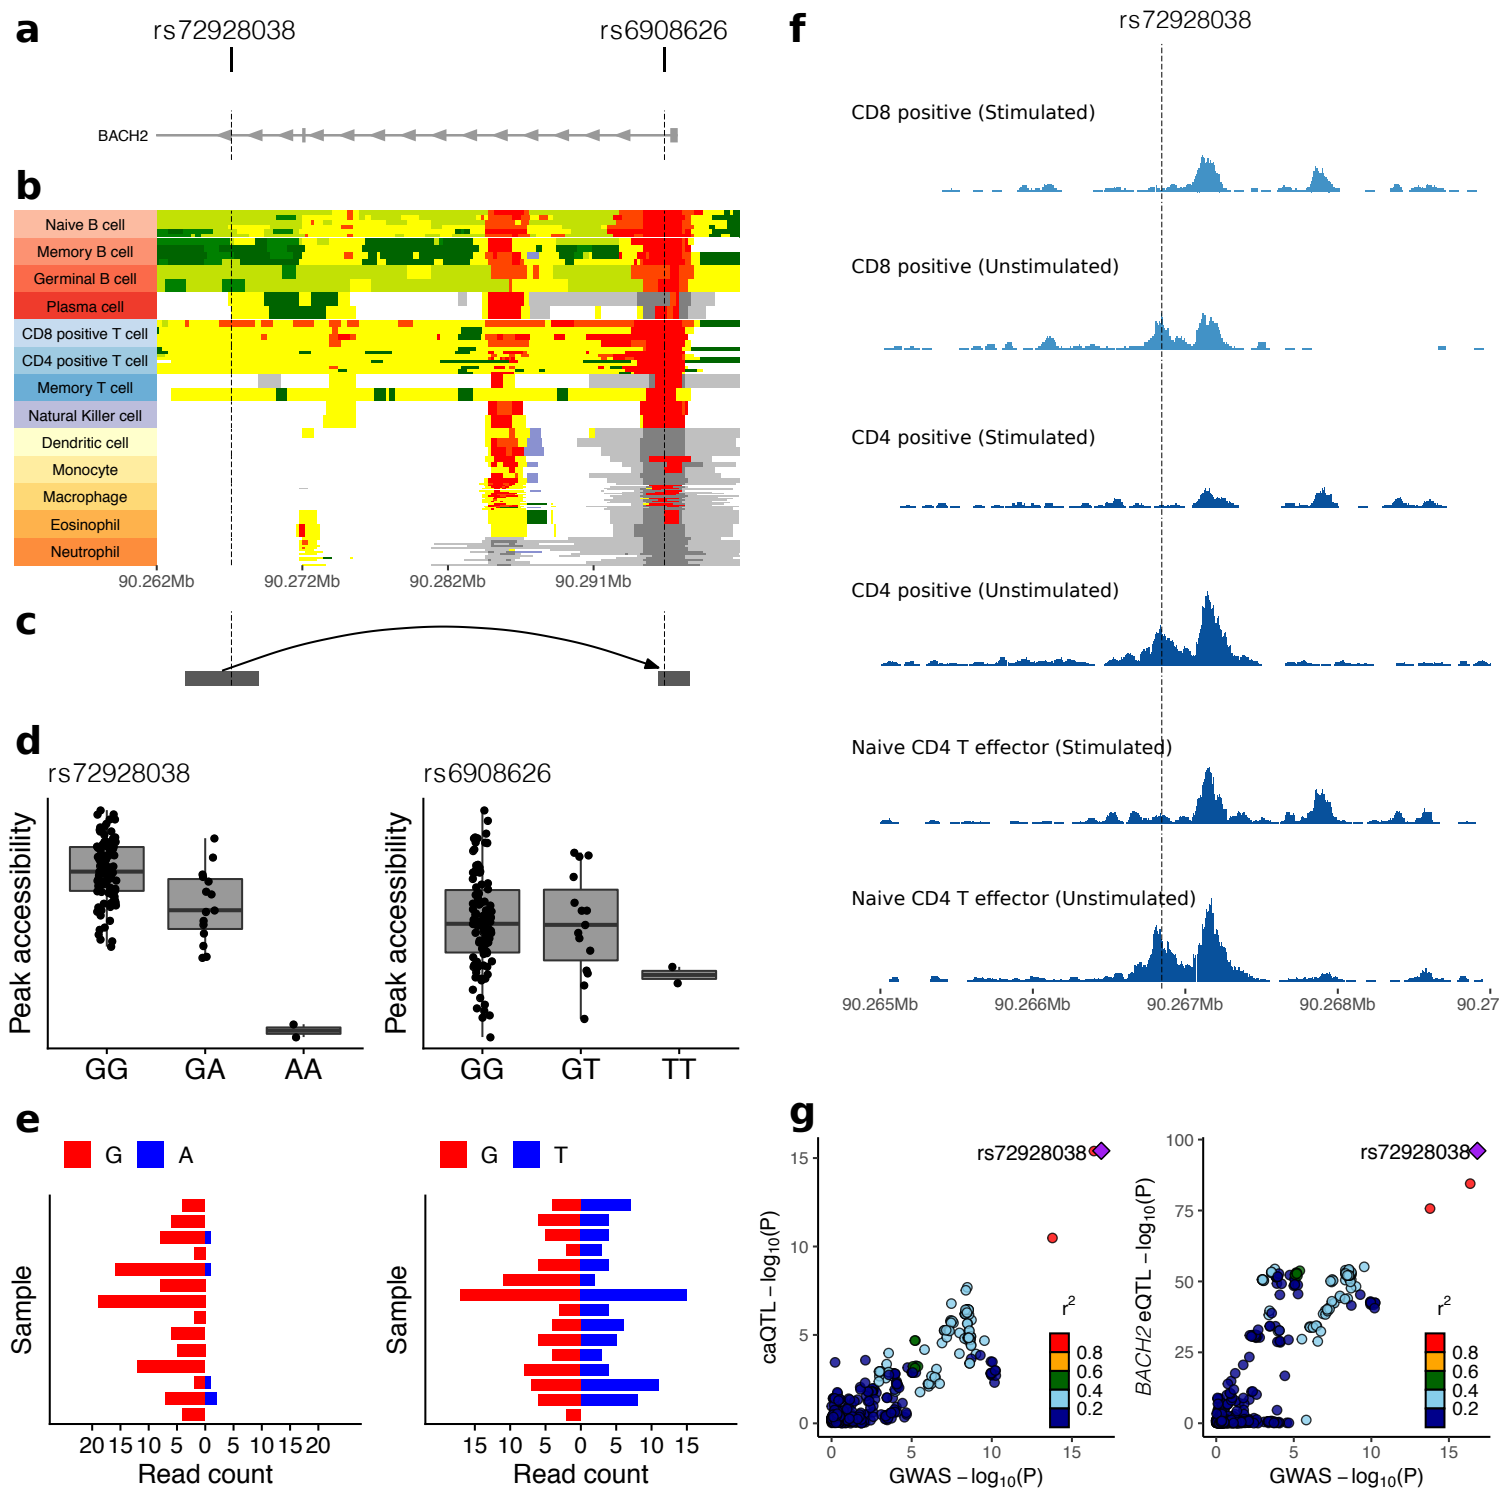 a
rs72928038
rs6908626
BACH2
b
Naive B cell
Memory B cell
Germinal B cell
Plasma cell
CD8 positive T cell
CD4 positive T cell
Memory T cell
Natural Killer cell
Dendritic cell
Monocyte
Macrophage
Eosinophil
Neutrophil
90.262Mb 90.272Mb 90.282Mb 90.291Mb
c
d
rs72928038
Peak accessibility
GG GA AA
rs6908626
Peak accessibility
GG GT TT
e
G A
Sample
20 15 10 5 0 5 10 15 20
Read count
G T
Sample
15 10 5 0 5 10 15
Read count
f
rs72928038
CD8 positive (Stimulated)
CD8 positive (Unstimulated)
CD4 positive (Stimulated)
CD4 positive (Unstimulated)
Naive CD4 T effector (Stimulated)
Naive CD4 T effector (Unstimulated)
90.265Mb 90.266Mb 90.267Mb 90.268Mb 90.27
g
rs72928038
caQTL −log10(P)
15
10
5
0
r2
0.8
0.6
0.4
0.2
0 5 10 15
GWAS −log10(P)
rs72928038
BACH2 eQTL −log10(P)
100
75
50
25
0
r2
0.8
0.6
0.4
0.2
0 5 10 15
GWAS −log10(P)